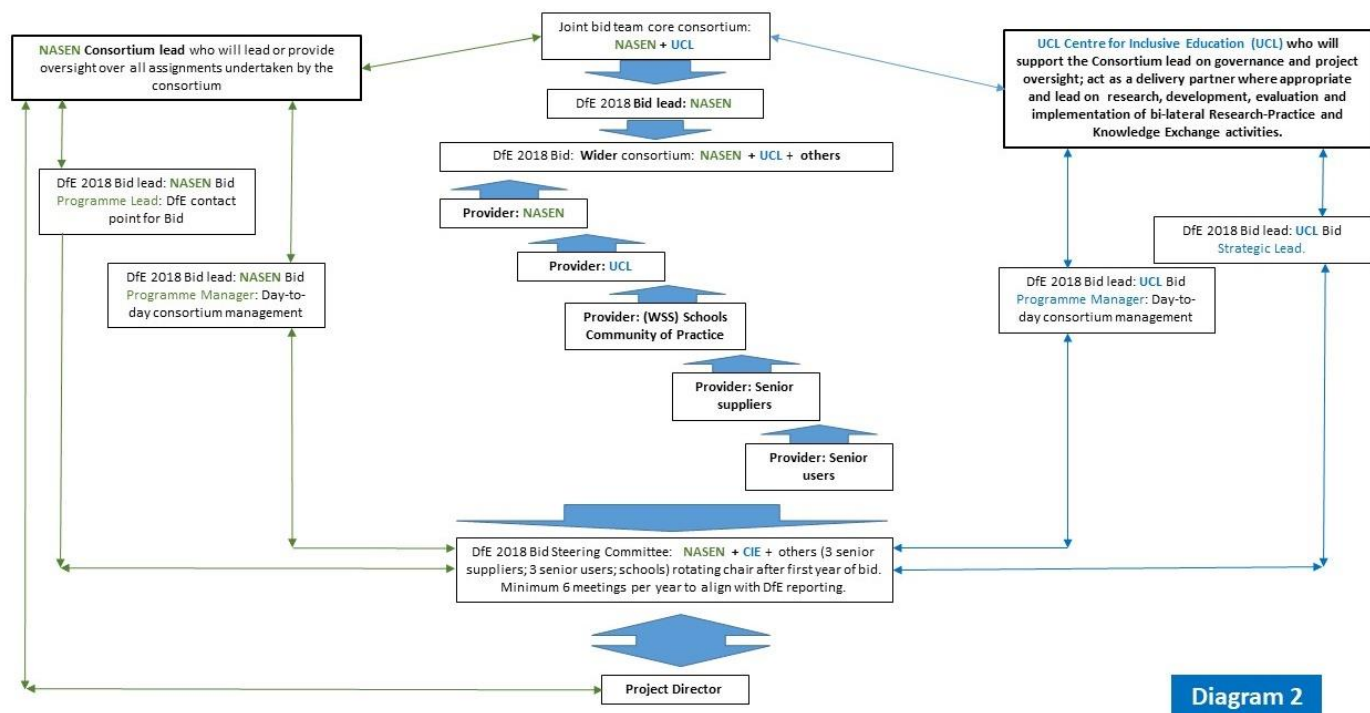 Joint bid team core consortium:
NASEN + UCL
NASEN Consortium lead who will lead or provide
oversight over all assignments undertaken by the
consortium
UCL Centre for Inclusive Education (UCL) who will
support the Consortium lead on governance and project
oversight; act as a delivery partner where appropriate
and lead on research, development, evaluation and
implementation of bi-lateral Research-Practice and
Knowledge Exchange activities.
DfE 2018 Bid lead: NASEN
DfE 2018 Bid: Wider consortium: NASEN + UCL + others
DfE 2018 Bid lead: NASEN Bid
Programme Lead: DfE contact
point for Bid
Provider: NASEN
DfE 2018 Bid lead: UCL Bid
Strategic Lead.
Provider: UCL
DfE 2018 Bid lead: NASEN Bid
Programme Manager: Day-to-
day consortium management
DfE 2018 Bid lead: UCL Bid
Programme Manager: Day-to-
day consortium management
Provider: (WSS) Schools
Community of Practice
Provider: Senior
suppliers
Provider: Senior
users
DfE 2018 Bid Steering Committee: NASEN + CIE + others (3 senior
suppliers; 3 senior users; schools) rotating chair after first year of bid.
Minimum 6 meetings per year to align with DfE reporting.
Project Director
Diagram 2